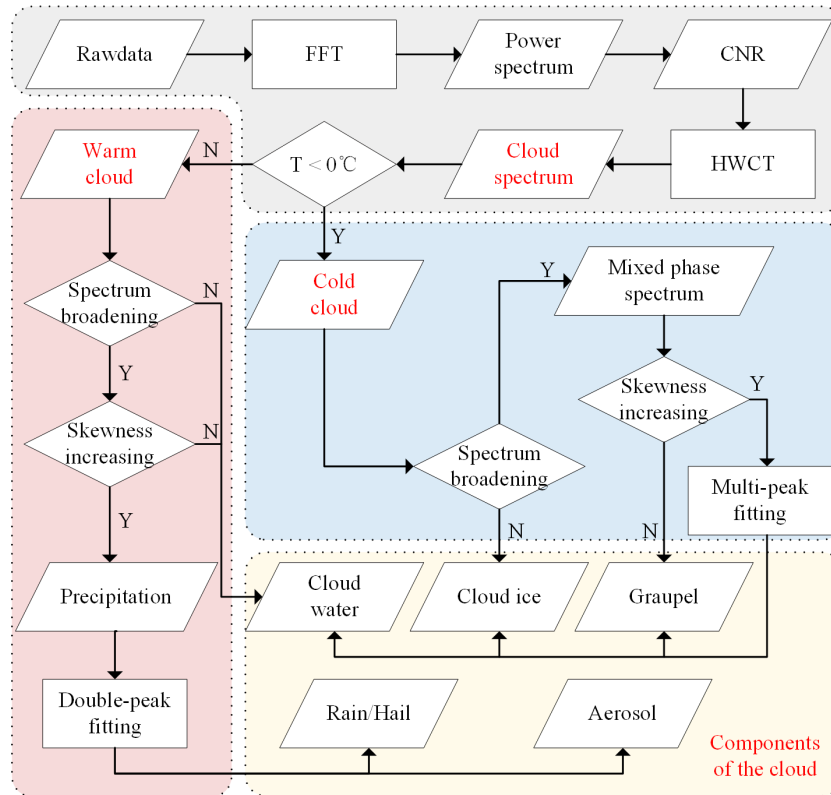 Rawdata
FFT
Power
spectrum
CNR
Warm
cloud
N
T < 0℃
Cloud
spectrum
HWCT
Y
Cold
cloud
Y
Mixed phase
spectrum
Spectrum
broadening
N
Y
Skewness
increasing
Y
Skewness
increasing
N
Spectrum
broadening
Multi-peak
fitting
Y
N
N
Precipitation
Cloud
water
Cloud ice
Graupel
Double-peak
fitting
Rain/Hail
Aerosol
Components
of the cloud